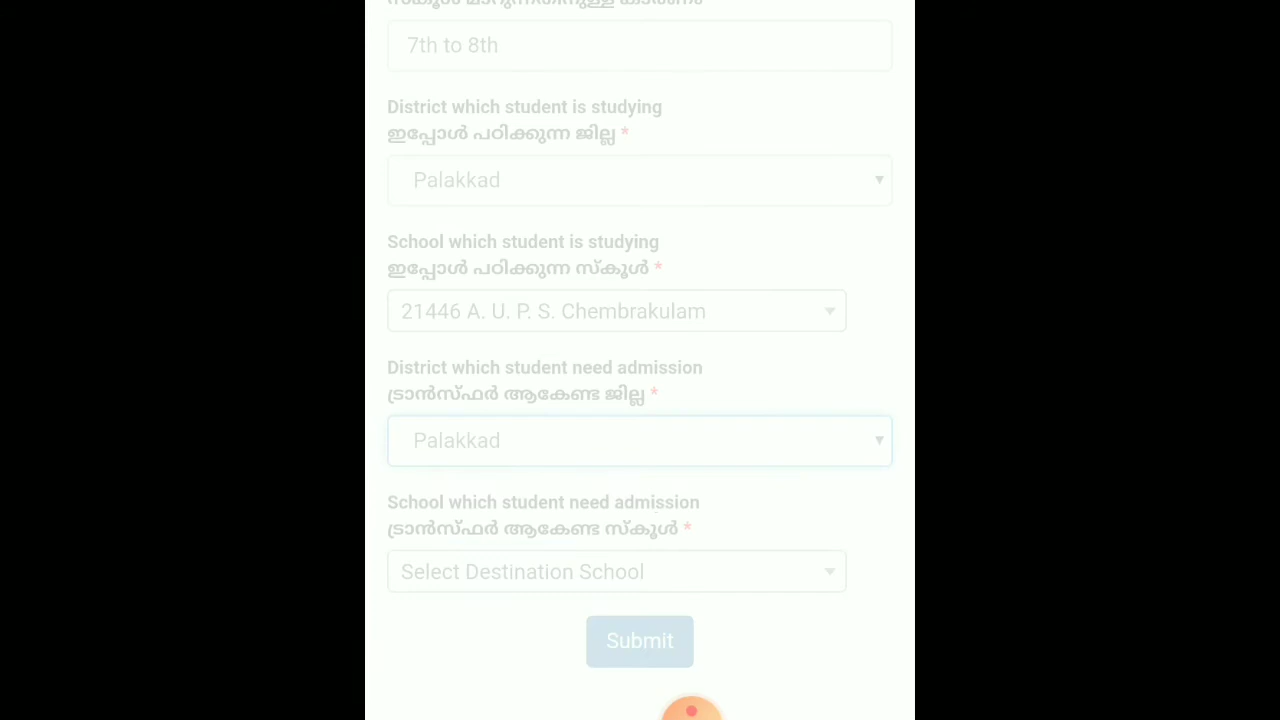 സ്കൂൾ മാറുന്നതിനുള്ള കാരണം
7th to 8th
District which student is studying
ഇപ്പോൾ പഠിക്കുന്ന ജില്ല *
Palakkad
School which student is studying
ഇപ്പോൾ പഠിക്കുന്ന സ്കൂൾ *
21446 A. U. P. S. Chembrakulam
District which student need admission
ട്രാൻസ്ഫർ ആകേണ്ട ജില്ല *
Palakkad
School which student need admission
ട്രാൻസ്ഫർ ആകേണ്ട സ്കൂൾ *
Select Destination School
Submit